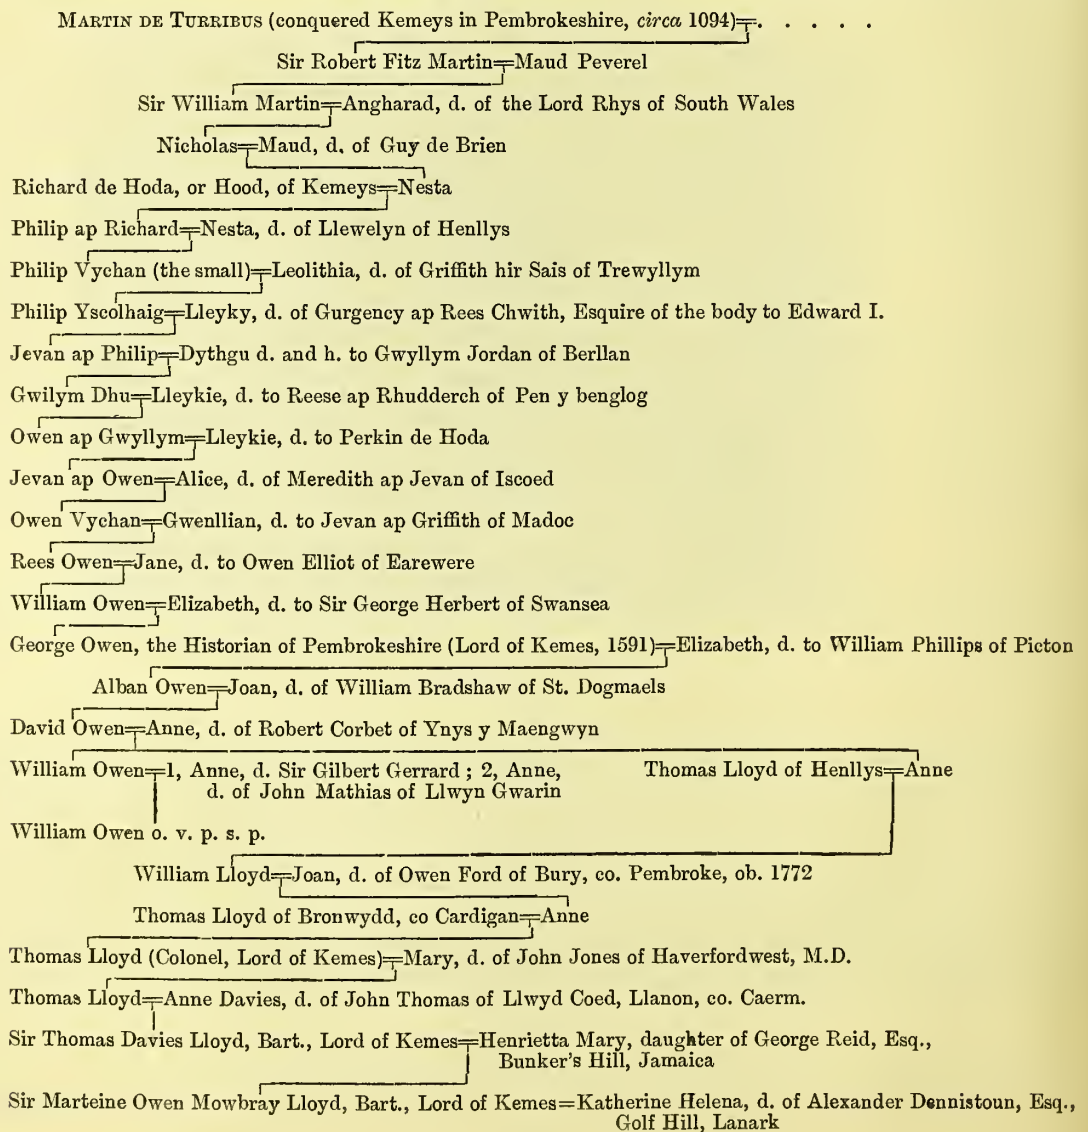 MARTIN DE TURRIBUS (conquered Kemeys in Pembrokeshire, circa 1094)=. . . . .
Sir Robert Fitz Martin=Maud Peverel
Sir William Martin=Angharad, d. of the Lord Rhys of South Wales
Nicholas=Maud, d. of Guy de Brien
Richard de Hoda, or Hood, of Kemeys=Nesta
Philip ap Richard=Nesta, d. of Llewelyn of Henllys
Philip Vychan (the small)=Leolithia, d. of Griffith hir Sais of Trewyllym
Philip Yscolhaig=Lleyky, d. of Gurgency ap Rees Chwith, Esquire of the body to Edward I.
Jevan ap Philip=Dythgu d. and h. to Gwyllym Jordan of Berllan
Gwilym Dhu=Lleykie, d. to Reese ap Rhudderch of Pen y benglog
Owen ap Gwyllym=Lleykie, d. to Perkin de Hoda
Jevan ap Owen=Alice, d. of Meredith ap Jevan of Iscoed
Owen Vychan=Gwenllian, d. to Jevan ap Griffith of Madoc
Rees Owen=Jane, d. to Owen Elliot of Earewere
William Owen=Elizabeth, d. to Sir George Herbert of Swansea
George Owen, the Historian of Pembrokeshire (Lord of Kemes, 1591)=Elizabeth, d. to William Phillips of Picton
Alban Owen=Joan, d. of William Bradshaw of St. Dogmaels
David Owen=Anne, d. of Robert Corbet of Ynys y Maengwyn
William Owen=1, Anne, d. Sir Gilbert Gerrard ; 2, Anne, Thomas Lloyd of Henllys=Anne
d. of John Mathias of Llwyn Gwarin
William Owen o. v. p. s. p.
William Lloyd=Joan, d. of Owen Ford of Bury, co. Pembroke, ob. 1772
Thomas Lloyd of Bronwydd, co Cardigan=Anne
Thomas Lloyd (Colonel, Lord of Kemes)=Mary, d. of John Jones of Haverfordwest, M.D.
Thomas Lloyd=Anne Davies, d. of John Thomas of Llwyd Coed, Llanon, co. Caerm.
Sir Thomas Davies Lloyd, Bart., Lord of Kemes=Henrietta Mary, daughter of George Reid, Esq.,
Bunker's Hill, Jamaica
Sir Marteine Owen Mowbray Lloyd, Bart., Lord of Kemes=Katherine Helena, d. of Alexander Dennistoun, Esq.,
Golf Hill, Lanark